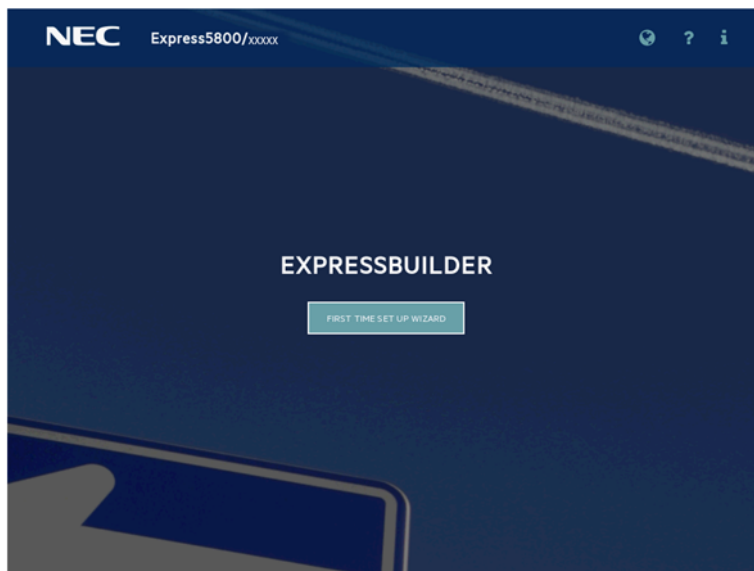 NEC Express5800/xxxxx ? i
EXPRESSBUILDER
FIRST TIME SET UP WIZARD